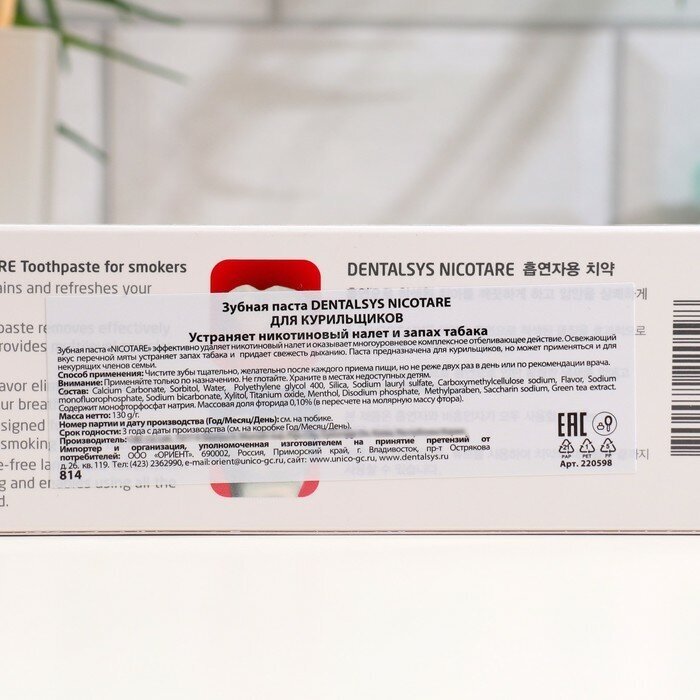 RE Toothpaste for smokers
ains and refreshes your
paste removes effectively
rovides
avor eli
ur brea
signed
smoking
e-free la
g and ensures using all the
d.
DENTALSYS NICOTARE 흡연자용 치약
Зубная паста DENTALSYS NICOTARE
ДЛЯ КУРИЛЬЩИКОВ
Устраняет никотиновый налет и запах табака
Зубная паста «NICOTARE» эффективно удаляет никотиновый налет и оказывает многоуровневое комплексное отбеливающее действие. Освежающий
вкус перечной мяты устраняет запах табака и придает свежесть дыханию. Паста предназначена для курильщиков, но может применяться и для
некурящих членов семьи.
Способ применения: Чистите зубы тщательно, желательно после каждого приема пищи, но не реже двух раз в день или по рекомендации врача.
Внимание: Применяйте только по назначению. Не глотайте. Храните в местах недоступных детям.
Состав: Calcium Carbonate, Sorbitol, Water, Polyethylene glycol 400, Silica, Sodium lauryl sulfate, Carboxymethylcellulose sodium, Flavor, Sodium
monofluorophosphate, Sodium bicarbonate, Xylitol, Titanium oxide, Menthol, Disodium phosphate, Methylparaben, Saccharin sodium, Green tea extract.
Содержит монофторфосфат натрия. Массовая доля фторида 0,10% (в перечете на молярную массу фтора).
Масса нетто: 130 g/г.
Номер партии и дату производства (Год/Месяц/День): см. на тюбике.
Срок годности: 3 года с даты производства (см. на коробке Год/Месяц/День).
Производитель:
Импортер и организация, уполномоченная изготовителем на принятие претензий от
потребителей: ООО «ОРИЕНТ». 690002, Россия, Приморский край, г. Владивосток, пр-т Острякова
д. 26. кв. 119. Тел: (423) 2362990, e-mail: orient@unico-gc.ru, www.unico-gc.ru, www.dentalsys.ru
814
EAC
PAP PET PP
Арт. 220598